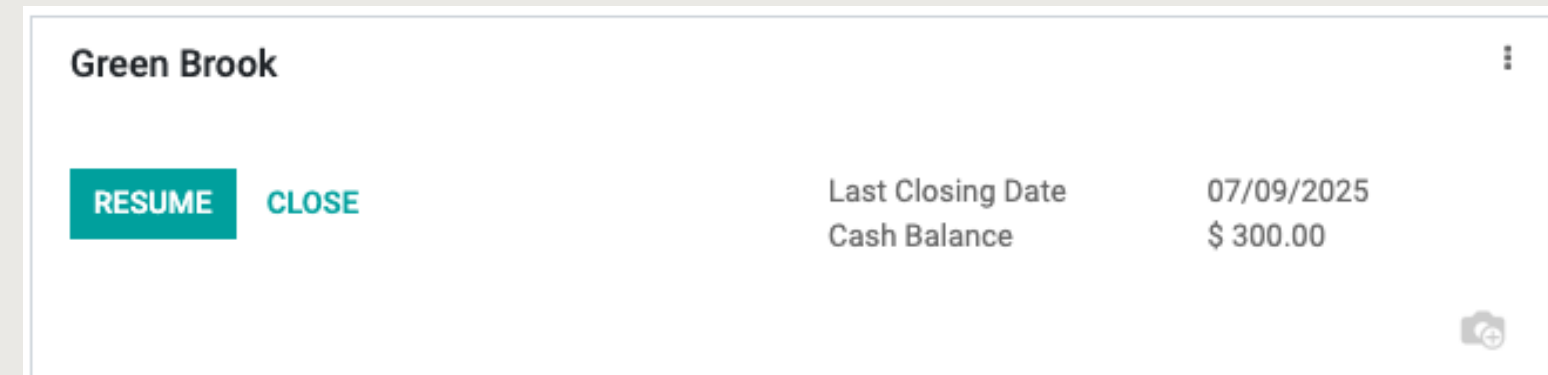 Green Brook
RESUME CLOSE
Last Closing Date 07/09/2025
Cash Balance $ 300.00